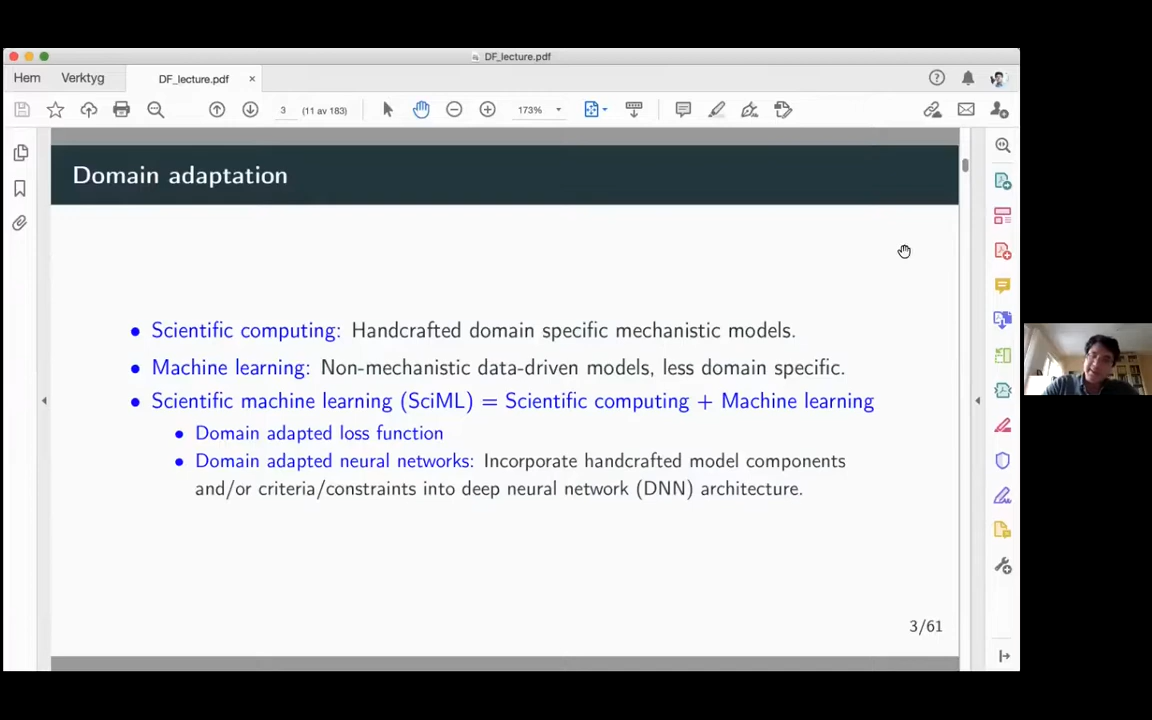 DF_lecture.pdf
Hem Verktyg DF_lecture.pdf ×
3 (11 av 183) 173%
Domain adaptation
• Scientific computing: Handcrafted domain specific mechanistic models.
• Machine learning: Non-mechanistic data-driven models, less domain specific.
• Scientific machine learning (SciML) = Scientific computing + Machine learning
• Domain adapted loss function
• Domain adapted neural networks: Incorporate handcrafted model components
and/or criteria/constraints into deep neural network (DNN) architecture.
3/61